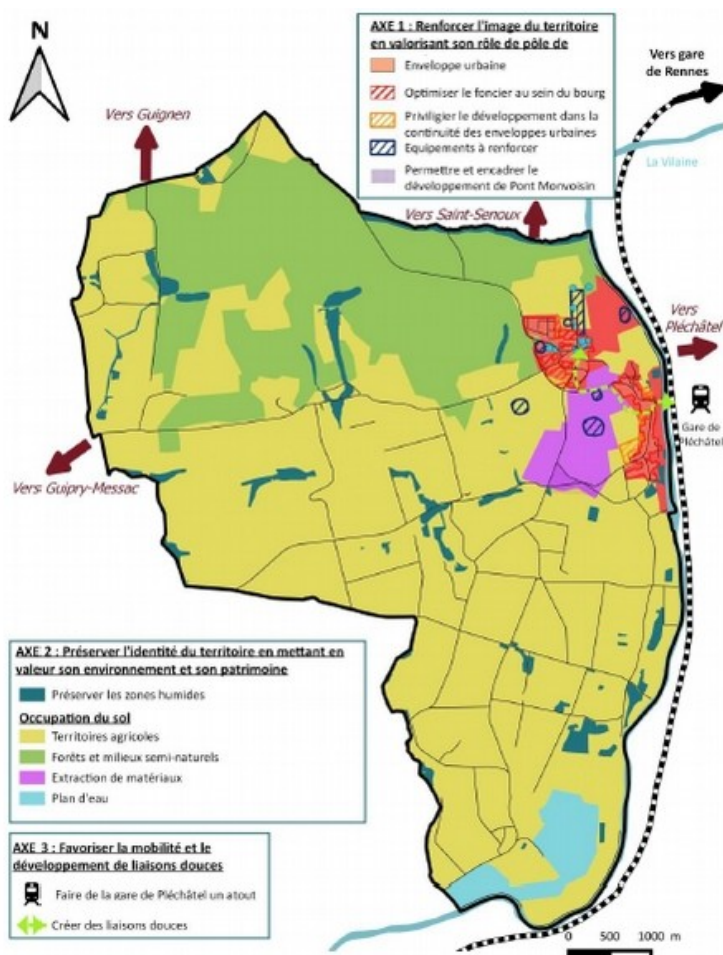 N
AXE 1 : Renforcer l'image du territoire
en valorisant son rôle de pôle de
Enveloppe urbaine
Optimiser le foncier au sein du bourg
Priviligier le développement dans la
continuité des enveloppes urbaines
Equipements à renforcer
Permettre et encadrer le
développement de Pont Monvoisin
Vers gare
de Rennes
La Vilaine
Vers Guignen
Vers Saint-Senoux
Vers
Pléchâtel
Gare de
Pléchâtel
Vers Guipry-Messac
AXE 2 : Préserver l'identité du territoire en mettant en
valeur son environnement et son patrimoine
Préserver les zones humides
Occupation du sol
Territoires agricoles
Forêts et milieux semi-naturels
Extraction de matériaux
Plan d'eau
AXE 3 : Favoriser la mobilité et le
développement de liaisons douces
Faire de la gare de Pléchâtel un atout
Créer des liaisons douces
0 500 1000 m